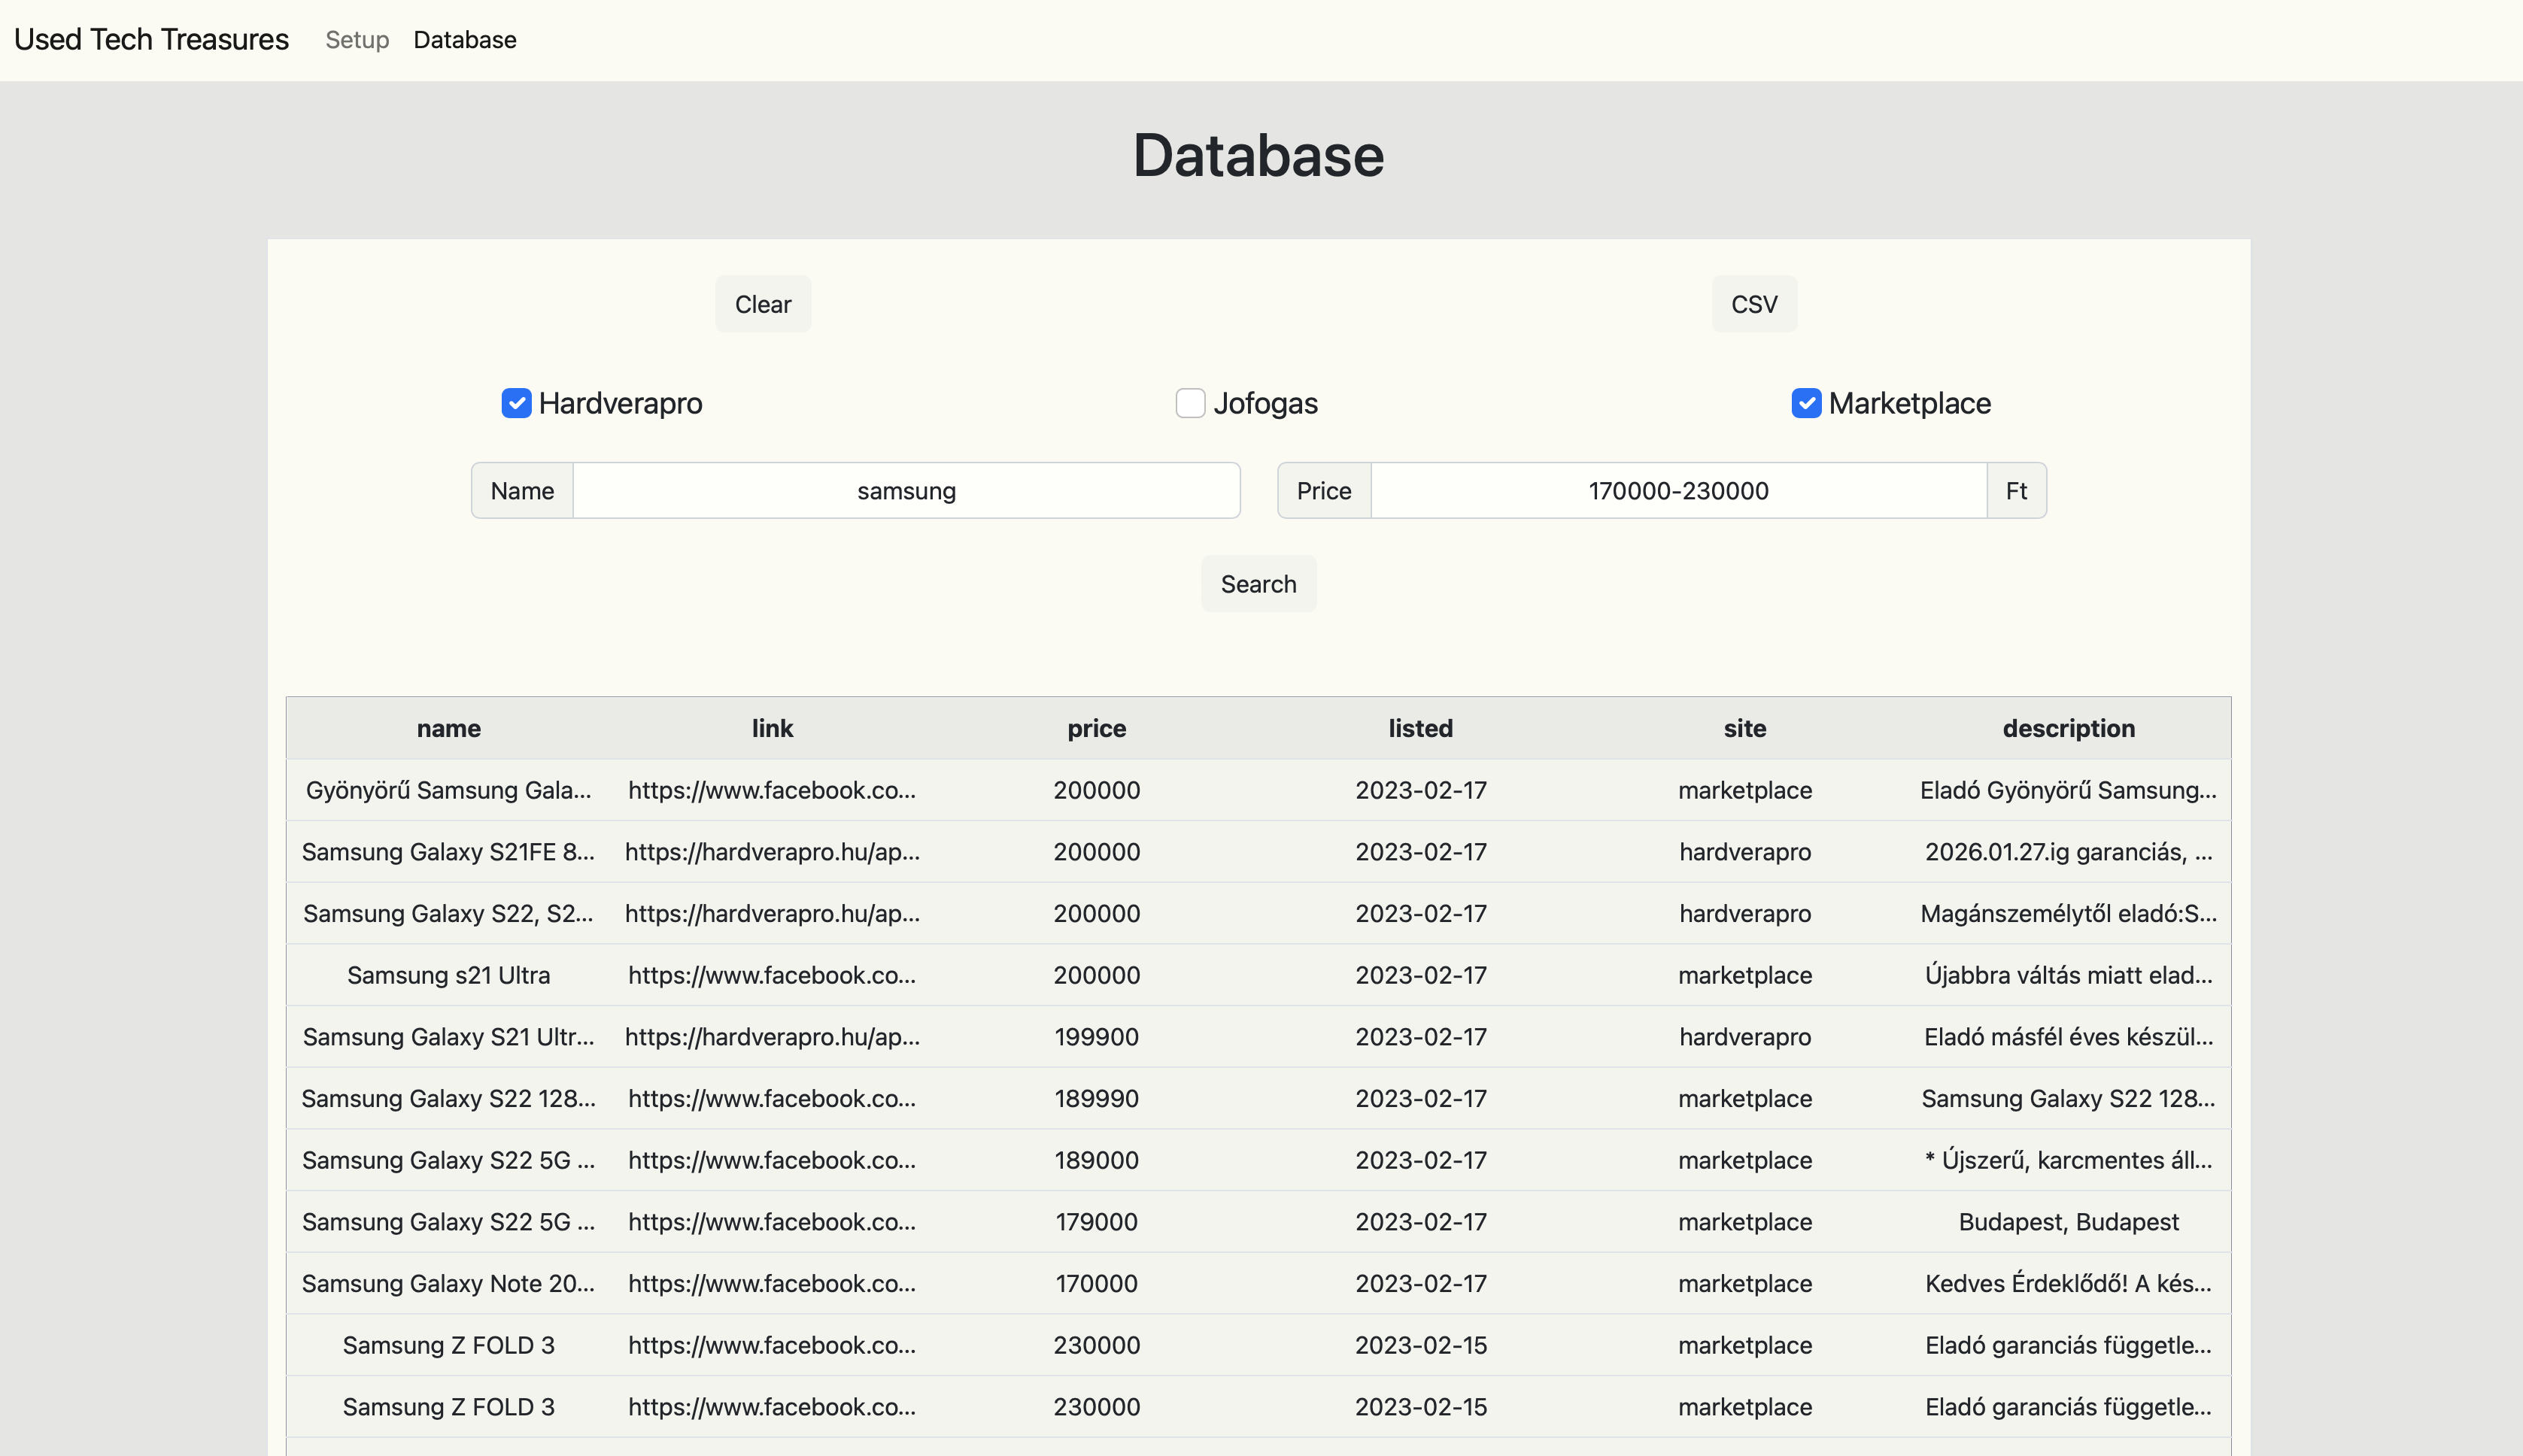 Used Tech Treasures Setup Database
Database
Clear CSV
Hardverapro Jofogas Marketplace
Name samsung Price 170000-230000 Ft
Search
name link price listed site description
Gyönyörű Samsung Gala... https://www.facebook.co... 200000 2023-02-17 marketplace Eladó Gyönyörű Samsung...
Samsung Galaxy S21FE 8... https://hardverapro.hu/ap... 200000 2023-02-17 hardverapro 2026.01.27.ig garanciás, ...
Samsung Galaxy S22, S2... https://hardverapro.hu/ap... 200000 2023-02-17 hardverapro Magánszemélytől eladó:S...
Samsung s21 Ultra https://www.facebook.co... 200000 2023-02-17 marketplace Újabbra váltás miatt elad...
Samsung Galaxy S21 Ultr... https://hardverapro.hu/ap... 199900 2023-02-17 hardverapro Eladó másfél éves készül...
Samsung Galaxy S22 128... https://www.facebook.co... 189990 2023-02-17 marketplace Samsung Galaxy S22 128...
Samsung Galaxy S22 5G ... https://www.facebook.co... 189000 2023-02-17 marketplace * Újszerű, karcmentes áll...
Samsung Galaxy S22 5G ... https://www.facebook.co... 179000 2023-02-17 marketplace Budapest, Budapest
Samsung Galaxy Note 20... https://www.facebook.co... 170000 2023-02-17 marketplace Kedves Érdeklődő! A kés...
Samsung Z FOLD 3 https://www.facebook.co... 230000 2023-02-15 marketplace Eladó garanciás függetle...
Samsung Z FOLD 3 https://www.facebook.co... 230000 2023-02-15 marketplace Eladó garanciás függetle...